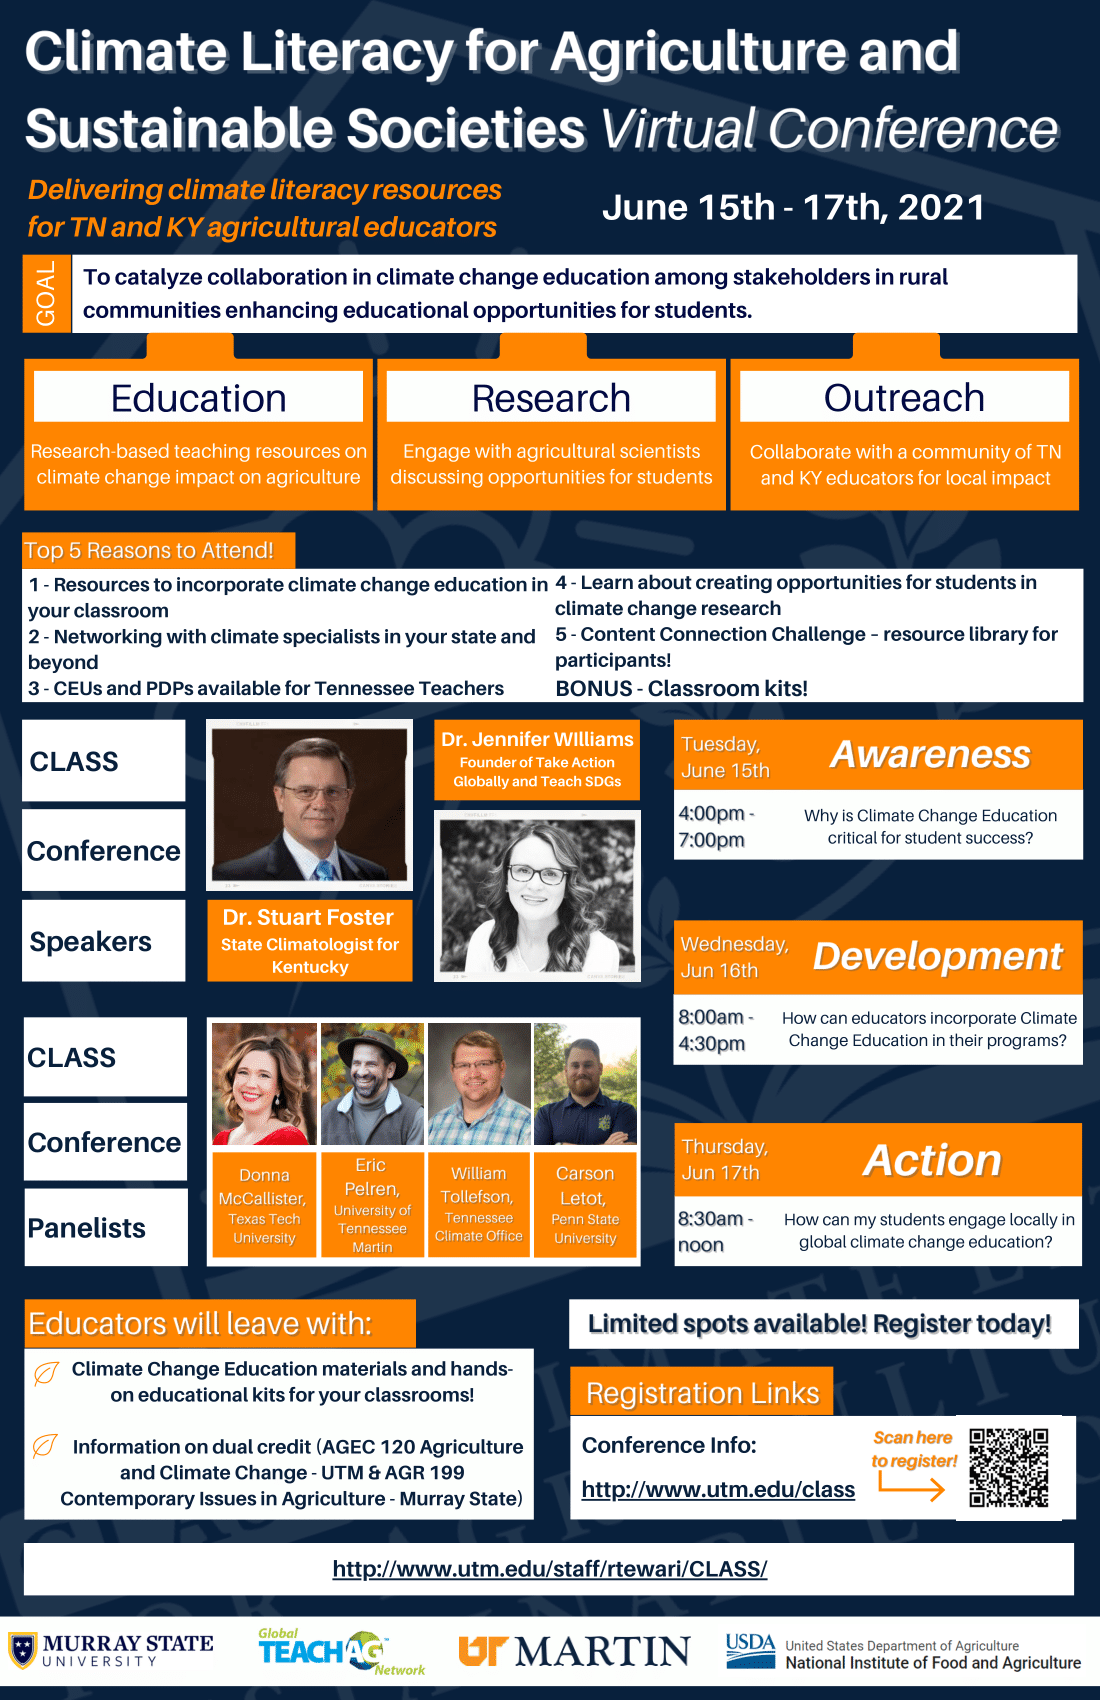 Climate Literacy for Agriculture and
Sustainable Societies Virtual Conference
Delivering climate literacy resources
for TN and KY agricultural educators
June 15th - 17th, 2021
GOAL
To catalyze collaboration in climate change education among stakeholders in rural
communities enhancing educational opportunities for students.
Education
Research-based teaching resources on
climate change impact on agriculture
Research
Engage with agricultural scientists
discussing opportunities for students
Outreach
Collaborate with a community of TN
and KY educators for local impact
Top 5 Reasons to Attend!
1 - Resources to incorporate climate change education in
your classroom
2 - Networking with climate specialists in your state and
beyond
3 - CEUs and PDPs available for Tennessee Teachers
4 - Learn about creating opportunities for students in
climate change research
5 - Content Connection Challenge – resource library for
participants!
BONUS - Classroom kits!
CLASS
Conference
Speakers
Dr. Stuart Foster
State Climatologist for
Kentucky
Dr. Jennifer WIlliams
Founder of Take Action
Globally and Teach SDGs
Tuesday,
June 15th
Awareness
4:00pm -
7:00pm
Why is Climate Change Education
critical for student success?
Wednesday,
Jun 16th
Development
8:00am -
4:30pm
How can educators incorporate Climate
Change Education in their programs?
Thursday,
Jun 17th
Action
8:30am -
noon
How can my students engage locally in
global climate change education?
CLASS
Conference
Panelists
Donna
McCallister,
Texas Tech
University
Eric
Pelren,
University of
Tennessee
Martin
William
Tollefson,
Tennessee
Climate Office
Carson
Letot,
Penn State
University
Educators will leave with:
Climate Change Education materials and hands-
on educational kits for your classrooms!
Information on dual credit (AGEC 120 Agriculture
and Climate Change - UTM & AGR 199
Contemporary Issues in Agriculture - Murray State)
Limited spots available! Register today!
Registration Links
Conference Info:
http://www.utm.edu/class
Scan here
to register!
http://www.utm.edu/staff/rtewari/CLASS/
MURRAY STATE
UNIVERSITY
Global
TEACH AG
Network
UT MARTIN
USDA
United States Department of Agriculture
National Institute of Food and Agriculture